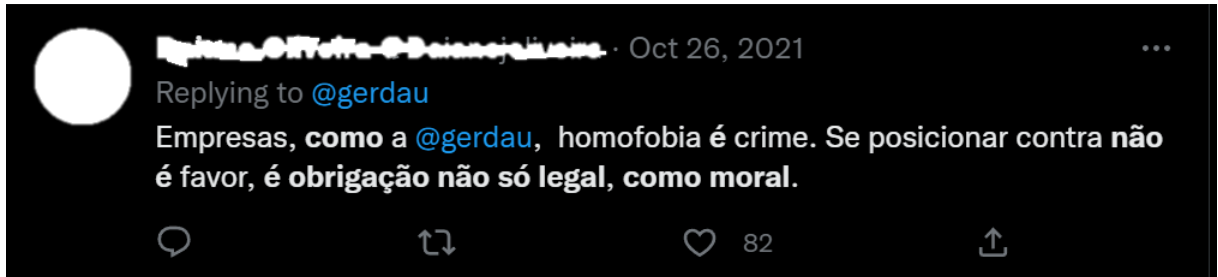 · Oct 26, 2021
Replying to @gerdau
Empresas, como a @gerdau,  homofobia é crime. Se posicionar contra não
é favor, é obrigação não só legal, como moral.
82